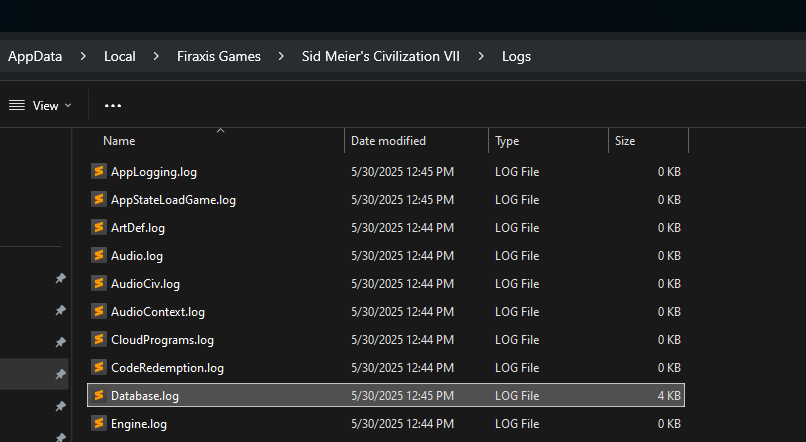 AppData > Local > Firaxis Games > Sid Meier's Civilization VII > Logs
View ...
Name Date modified Type Size
AppLogging.log 5/30/2025 12:45 PM LOG File 0 KB
AppStateLoadGame.log 5/30/2025 12:45 PM LOG File 0 KB
ArtDef.log 5/30/2025 12:44 PM LOG File 0 KB
Audio.log 5/30/2025 12:44 PM LOG File 0 KB
AudioCiv.log 5/30/2025 12:44 PM LOG File 0 KB
AudioContext.log 5/30/2025 12:44 PM LOG File 0 KB
CloudPrograms.log 5/30/2025 12:44 PM LOG File 0 KB
CodeRedemption.log 5/30/2025 12:44 PM LOG File 0 KB
Database.log 5/30/2025 12:45 PM LOG File 4 KB
Engine.log 5/30/2025 12:44 PM LOG File 0 KB